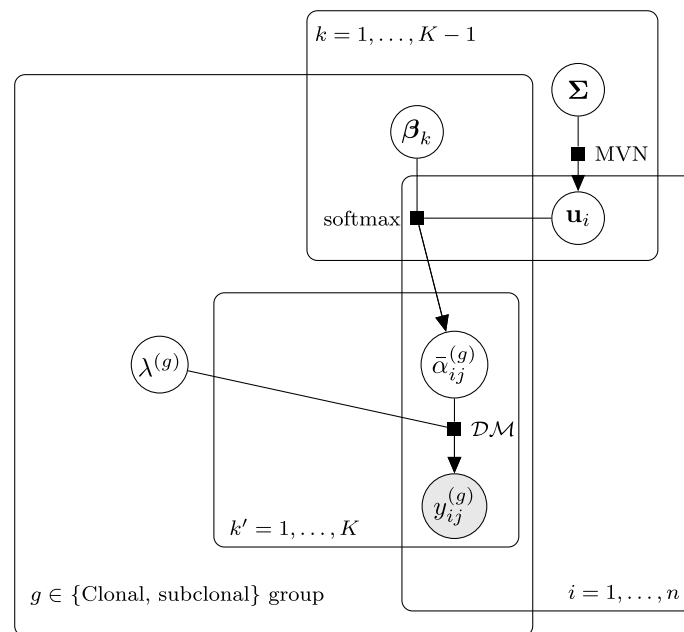 k = 1, . . . , K − 1
Σ
β_k
MVN
softmax
u_i
λ^(g)
ᾱ_ij^(g)
DM
y_ij^(g)
k′ = 1, . . . , K
g ∈ {Clonal, subclonal} group
i = 1, . . . , n